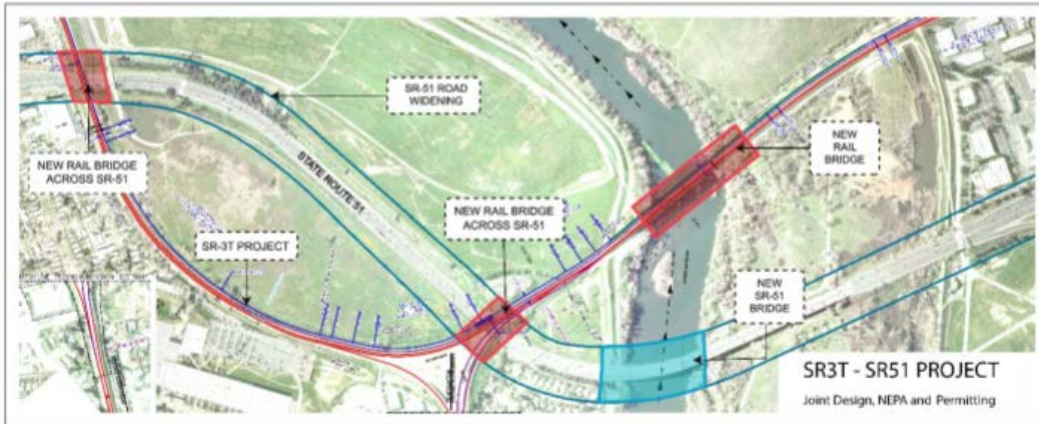 SR-51 ROAD
WIDENING
NEW RAIL BRIDGE
ACROSS SR-51
STATE ROUTE 51
NEW
RAIL
BRIDGE
NEW RAIL BRIDGE
ACROSS SR-51
SR-3T PROJECT
NEW
SR-51
BRIDGE
SR3T - SR51 PROJECT
Joint Design, NEPA and Permitting